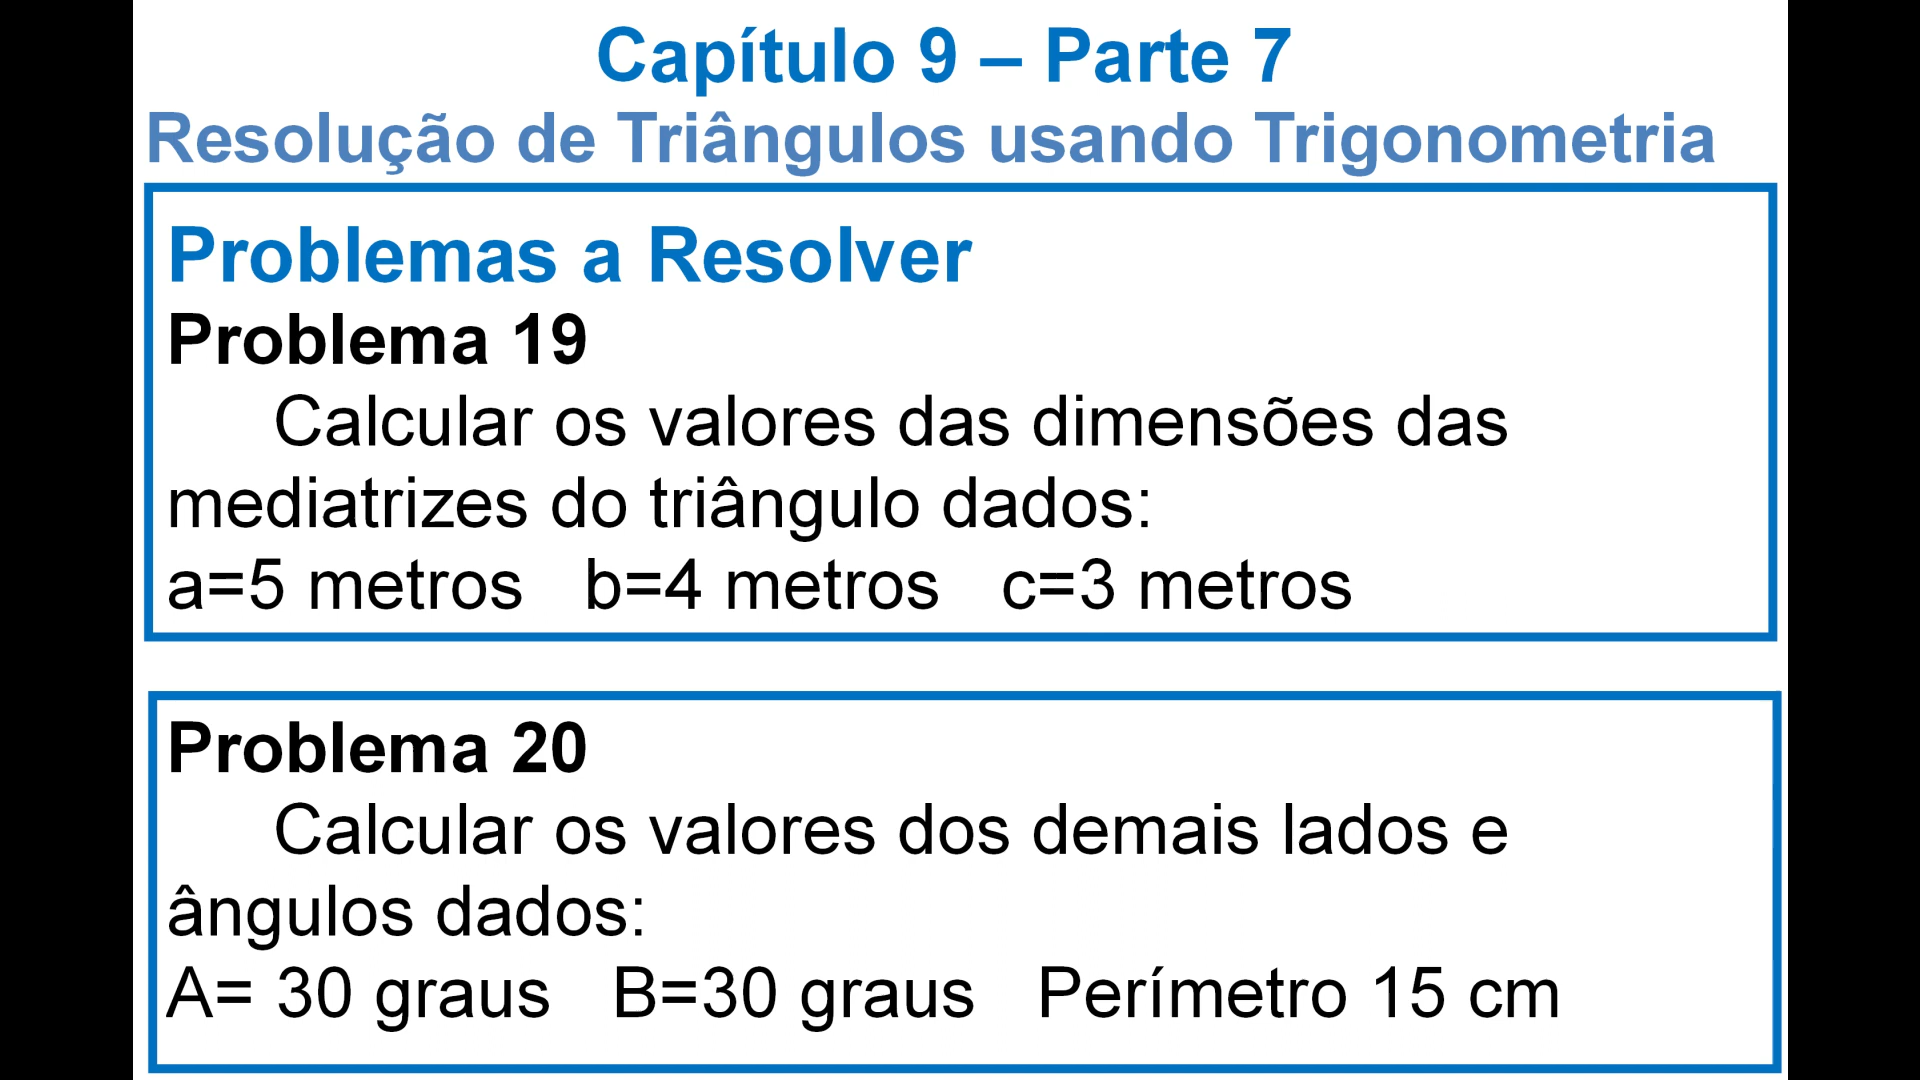 Capítulo 9 – Parte 7
Resolução de Triângulos usando Trigonometria
Problemas a Resolver
Problema 19
Calcular os valores das dimensões das
mediatrizes do triângulo dados:
a=5 metros b=4 metros c=3 metros
Problema 20
Calcular os valores dos demais lados e
ângulos dados:
A= 30 graus B=30 graus Perímetro 15 cm